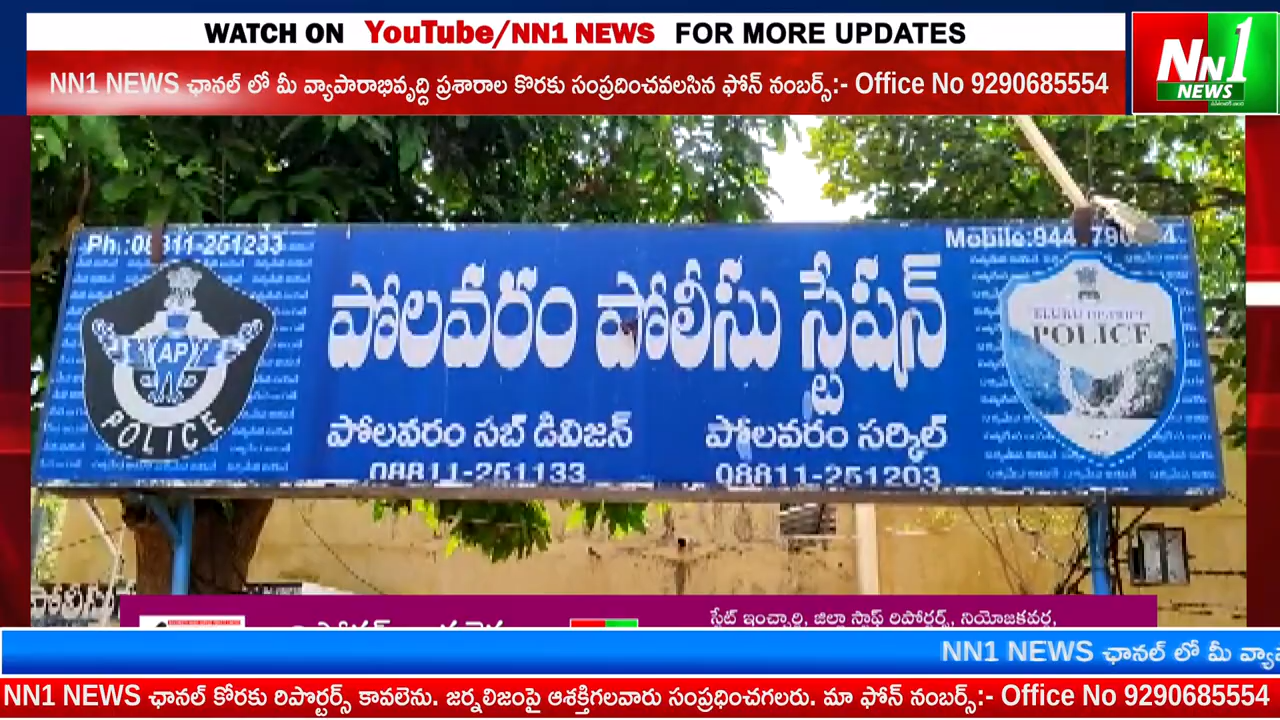 WATCH ON YouTube/NN1 NEWS FOR MORE UPDATES
NN1 NEWS ఛానల్ లో మీ వ్యాపారాభివృద్ది ప్రశారాల కొరకు సంప్రదించవలసిన ఫోన్ నంబర్స్:- Office No 9290685554
NN1
NEWS
Ph.:08811-251233
పోలవరం పోలీసు స్టేషన్
పోలవరం సబ్ డివిజన్
08811-251133
పోలవరం సర్కిల్
08811-251203
AP
POLICE
ELURU DISTRICT
POLICE
స్టేట్ ఇంచార్జి, జిల్లా స్టాఫ్ రిపోర్టర్స్, నియోజకవర్గ,
NN1 NEWS ఛానల్ లో మీ
NN1 NEWS ఛానల్ కోరకు రిపొర్టర్స్ కావలెను. జర్నలిజంపై ఆశక్తిగలవారు సంప్రధించగలరు. మా ఫోన్ నంబర్స్:- Office No 9290685554